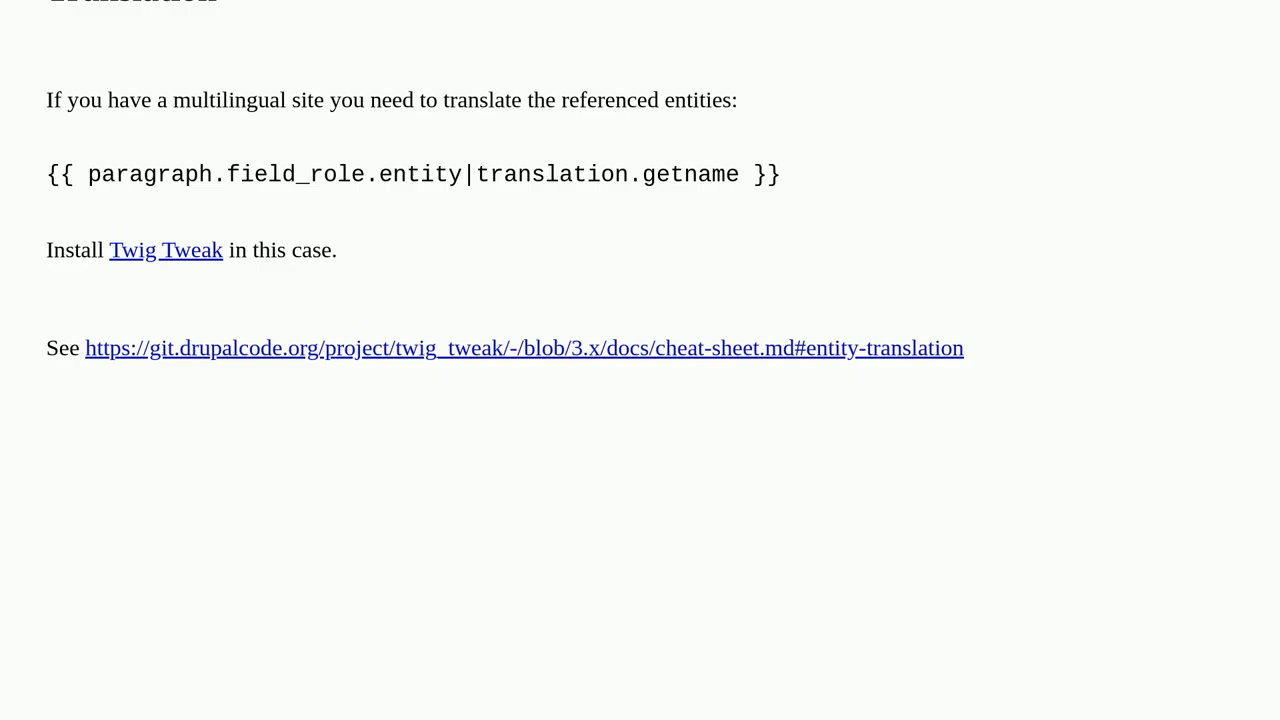 Translation
If you have a multilingual site you need to translate the referenced entities:
{{ paragraph.field_role.entity|translation.getname }}
Install Twig Tweak in this case.
See https://git.drupalcode.org/project/twig_tweak/-/blob/3.x/docs/cheat-sheet.md#entity-translation